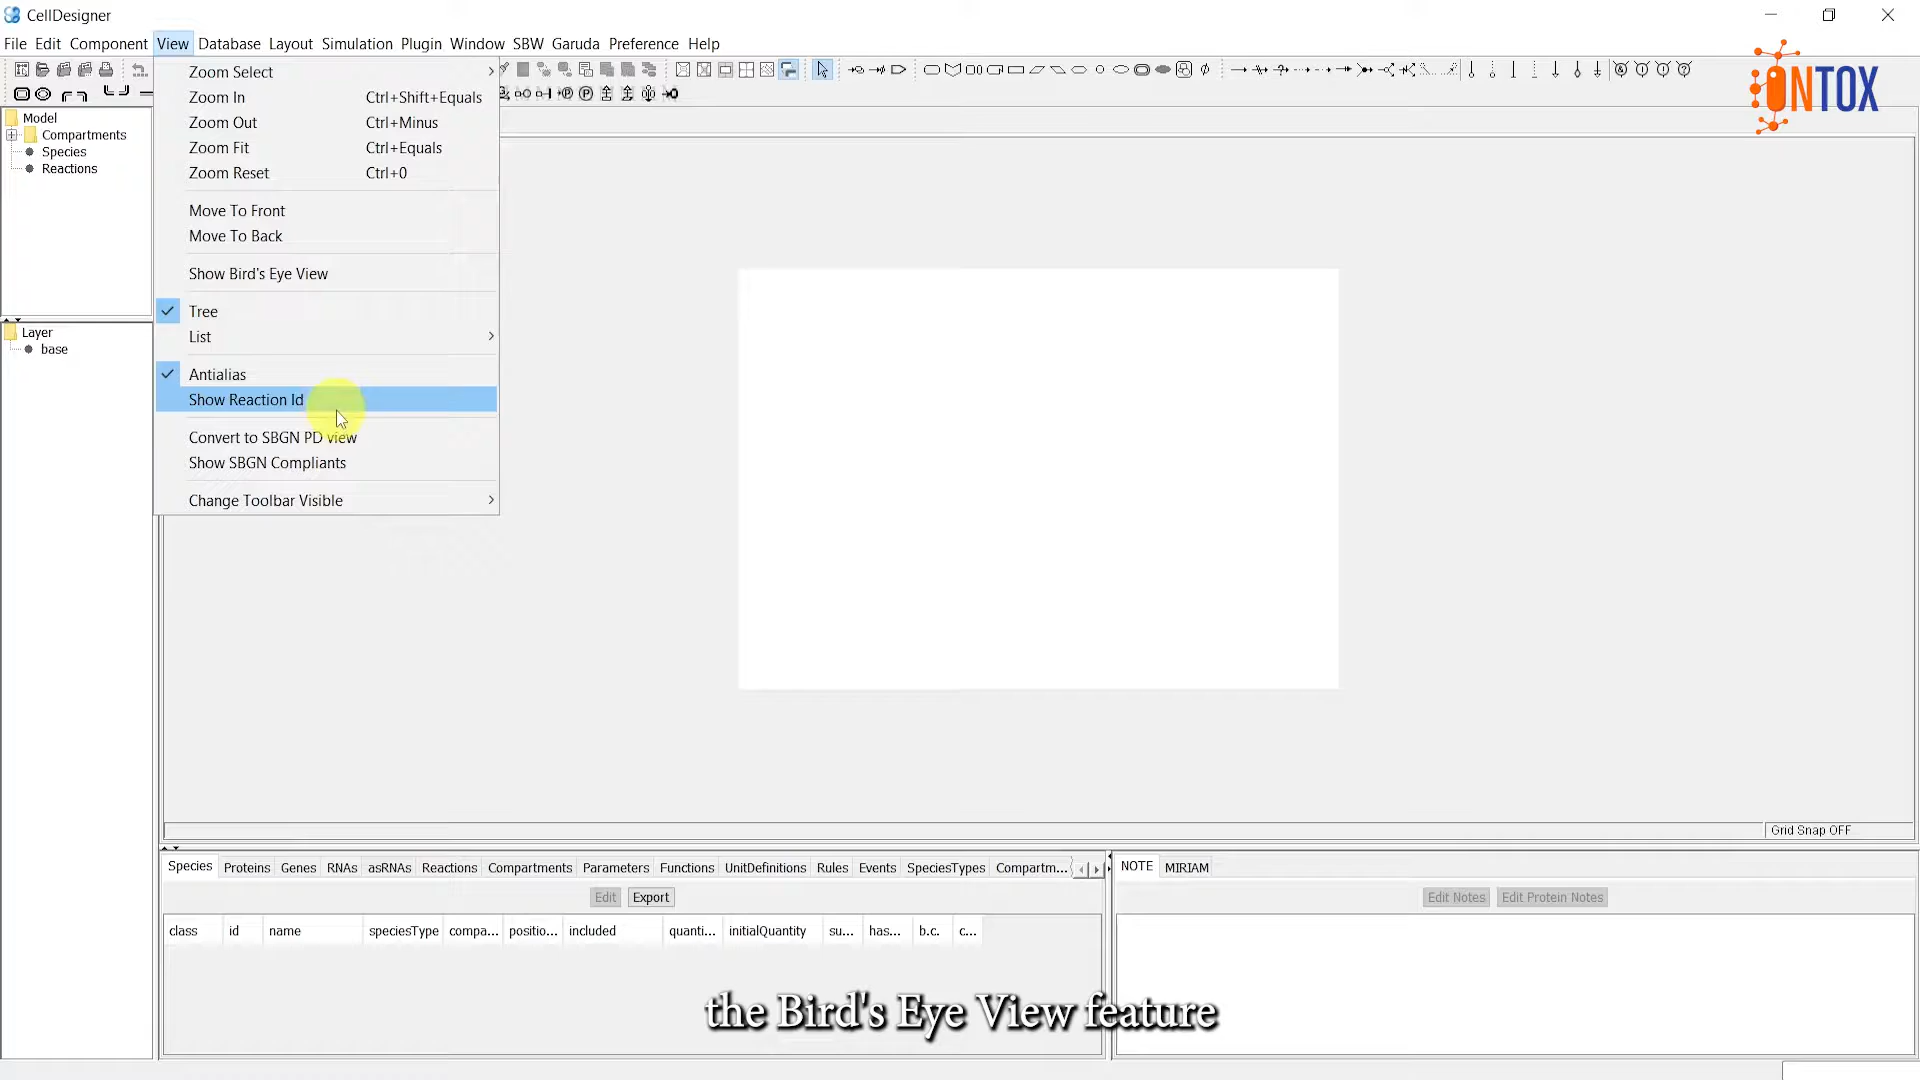 CellDesigner
File Edit Component View Database Layout Simulation Plugin Window SBW Garuda Preference Help
Zoom Select
Zoom In Ctrl+Shift+Equals
Zoom Out Ctrl+Minus
Zoom Fit Ctrl+Equals
Zoom Reset Ctrl+0
Move To Front
Move To Back
Show Bird's Eye View
Tree
List
Antialias
Show Reaction Id
Convert to SBGN PD view
Show SBGN Compliants
Change Toolbar Visible
ONTOX
Model
Compartments
Species
Reactions
Layer
base
Grid Snap OFF
Species Proteins Genes RNAs asRNAs Reactions Compartments Parameters Functions UnitDefinitions Rules Events SpeciesTypes Compartm...
Edit Export
class id name speciesType compa... positio... included quanti... initialQuantity su... has... b.c. c...
NOTE MIRIAM
Edit Notes Edit Protein Notes
the Bird's Eye View feature